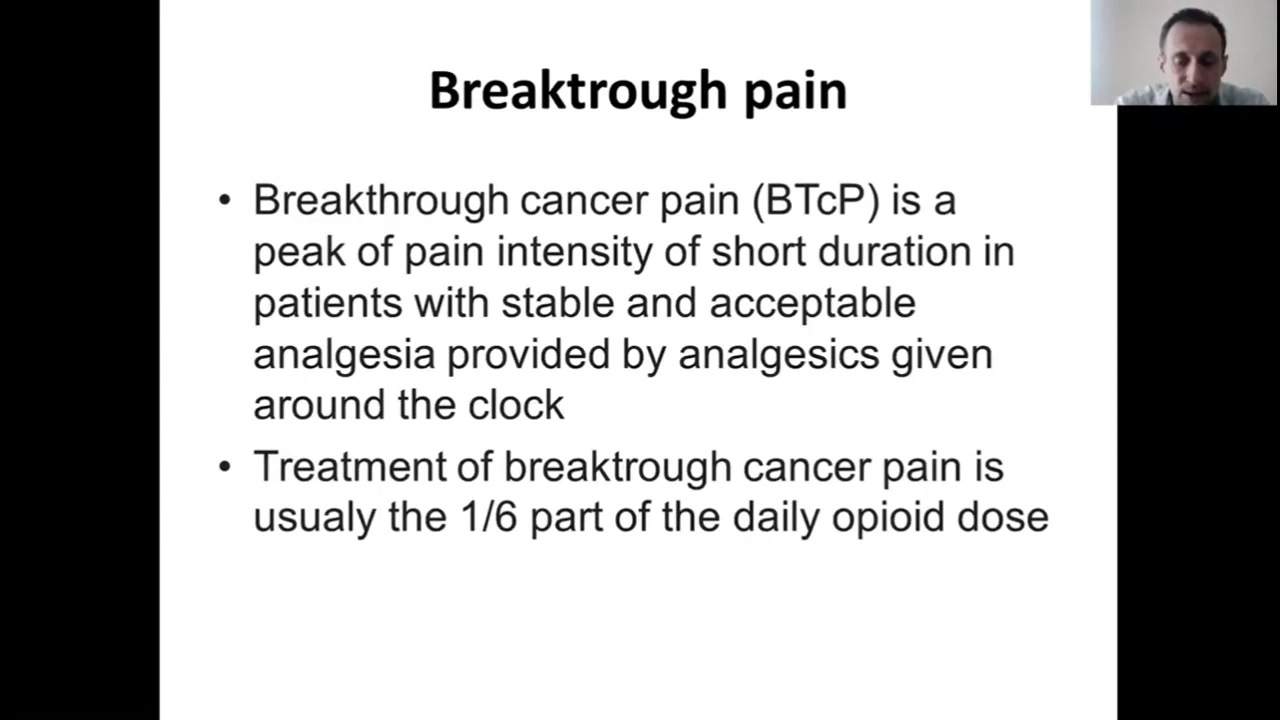 Breaktrough pain
• Breakthrough cancer pain (BTcP) is a
peak of pain intensity of short duration in
patients with stable and acceptable
analgesia provided by analgesics given
around the clock
• Treatment of breaktrough cancer pain is
usualy the 1/6 part of the daily opioid dose